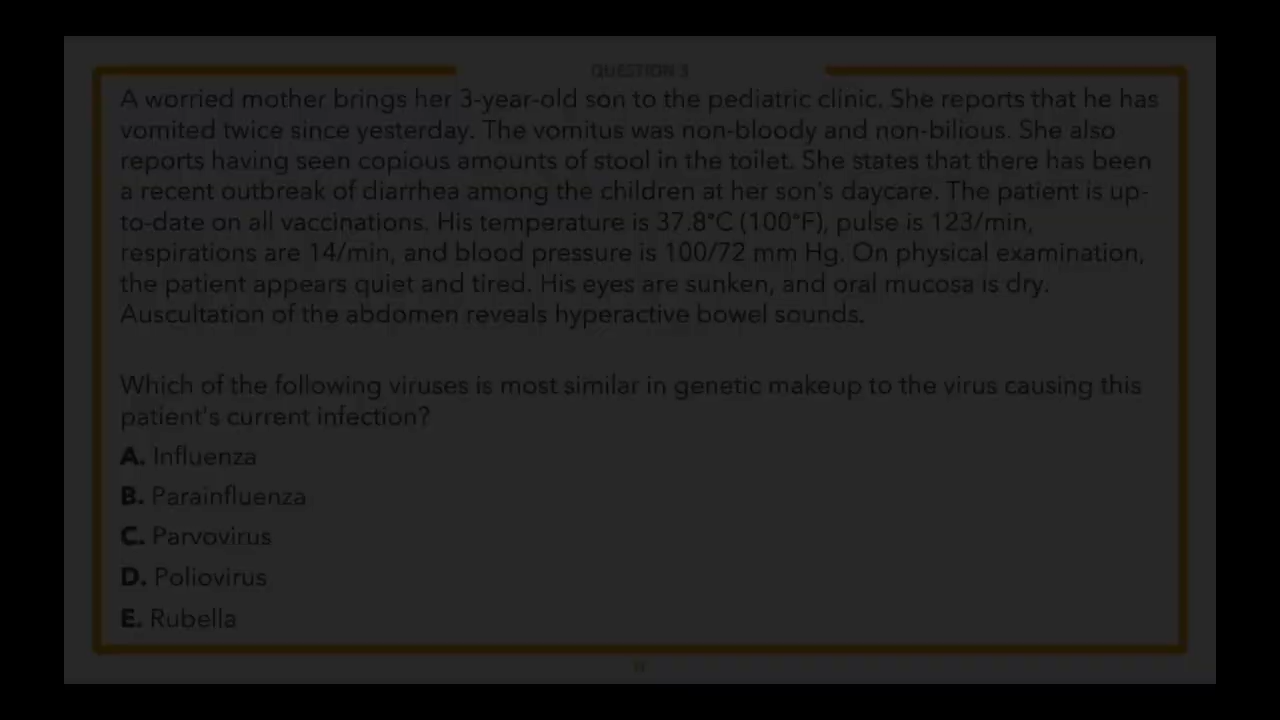 QUESTION 3
A worried mother brings her 3-year-old son to the pediatric clinic. She reports that he has
vomited twice since yesterday. The vomitus was non-bloody and non-bilious. She also
reports having seen copious amounts of stool in the toilet. She states that there has been
a recent outbreak of diarrhea among the children at her son's daycare. The patient is up-
to-date on all vaccinations. His temperature is 37.8°C (100°F), pulse is 123/min,
respirations are 14/min, and blood pressure is 100/72 mm Hg. On physical examination,
the patient appears quiet and tired. His eyes are sunken, and oral mucosa is dry.
Auscultation of the abdomen reveals hyperactive bowel sounds.
Which of the following viruses is most similar in genetic makeup to the virus causing this
patient's current infection?
A. Influenza
B. Parainfluenza
C. Parvovirus
D. Poliovirus
E. Rubella